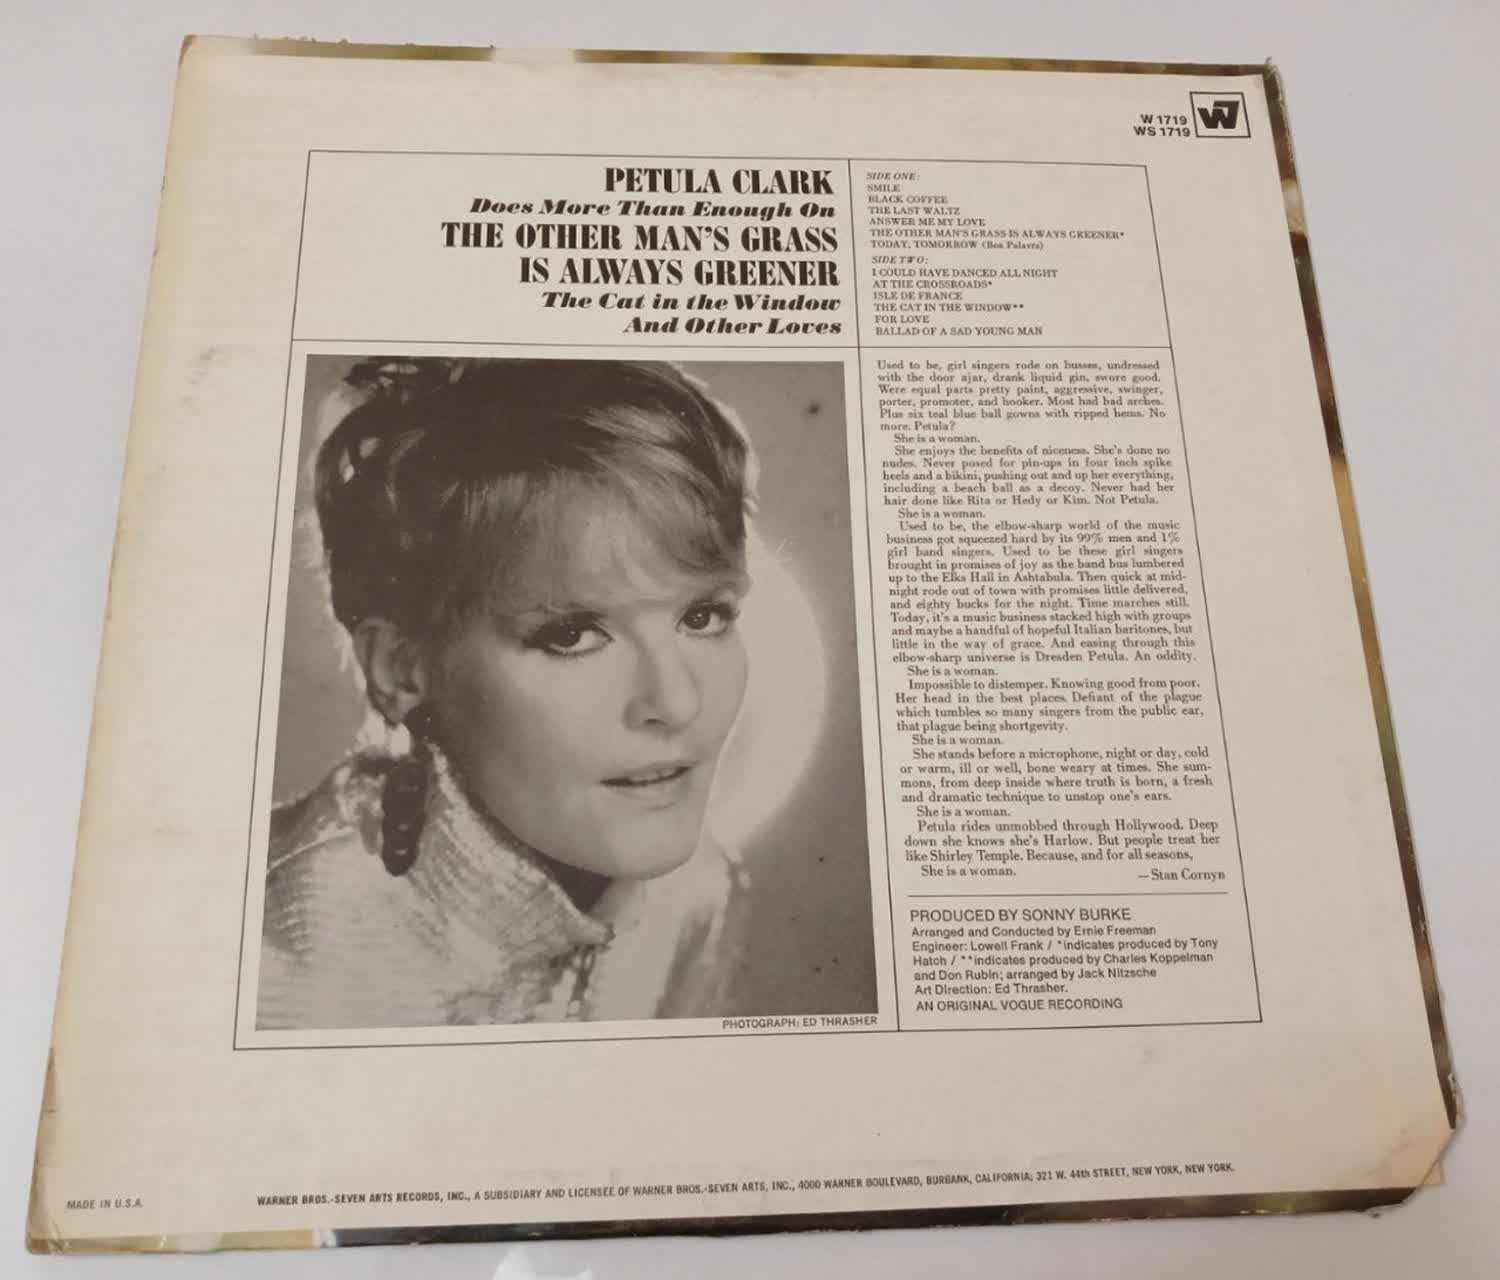 W 1719
WS 1719
W7
PETULA CLARK
Does More Than Enough On
THE OTHER MAN'S GRASS
IS ALWAYS GREENER
The Cat in the Window
And Other Loves
SIDE ONE:
SMILE
BLACK COFFEE
THE LAST WALTZ
ANSWER ME MY LOVE
THE OTHER MAN'S GRASS IS ALWAYS GREENER*
TODAY, TOMORROW (Boa Palavra)
SIDE TWO:
I COULD HAVE DANCED ALL NIGHT
AT THE CROSSROADS*
ISLE DE FRANCE
THE CAT IN THE WINDOW**
FOR LOVE
BALLAD OF A SAD YOUNG MAN
Used to be, girl singers rode on busses, undressed
with the door ajar, drank liquid gin, swore good.
Were equal parts pretty paint, aggressive, swinger,
porter, promoter, and hooker. Most had bad arches.
Plus six teal blue ball gowns with ripped hems. No
more. Petula?
She is a woman.
She enjoys the benefits of niceness. She's done no
nudes. Never posed for pin-ups in four inch spike
heels and a bikini, pushing out and up her everything,
including a beach ball as a decoy. Never had her
hair done like Rita or Hedy or Kim. Not Petula.
She is a woman.
Used to be, the elbow-sharp world of the music
business got squeezed hard by its 99% men and 1%
girl band singers. Used to be these girl singers
brought in promises of joy as the band bus lumbered
up to the Elks Hall in Ashtabula. Then quick at mid-
night rode out of town with promises little delivered,
and eighty bucks for the night. Time marches still.
Today, it's a music business stacked high with groups
and maybe a handful of hopeful Italian baritones, but
little in the way of grace. And easing through this
elbow-sharp universe is Dresden Petula. An oddity.
She is a woman.
Impossible to distemper. Knowing good from poor.
Her head in the best places. Defiant of the plague
which tumbles so many singers from the public ear,
that plague being shortgevity.
She is a woman.
She stands before a microphone, night or day, cold
or warm, ill or well, bone weary at times. She sum-
mons, from deep inside where truth is born, a fresh
and dramatic technique to unstop one's ears.
She is a woman.
Petula rides unmobbed through Hollywood. Deep
down she knows she's Harlow. But people treat her
like Shirley Temple. Because, and for all seasons,
She is a woman.
—Stan Cornyn
PRODUCED BY SONNY BURKE
Arranged and Conducted by Ernie Freeman
Engineer: Lowell Frank / *indicates produced by Tony
Hatch / **indicates produced by Charles Koppelman
and Don Rubin; arranged by Jack Nitzsche
Art Direction: Ed Thrasher.
AN ORIGINAL VOGUE RECORDING
PHOTOGRAPH: ED THRASHER
MADE IN U.S.A.
WARNER BROS.-SEVEN ARTS RECORDS, INC., A SUBSIDIARY AND LICENSEE OF WARNER BROS.-SEVEN ARTS, INC., 4000 WARNER BOULEVARD, BURBANK, CALIFORNIA; 321 W. 44th STREET, NEW YORK, NEW YORK.